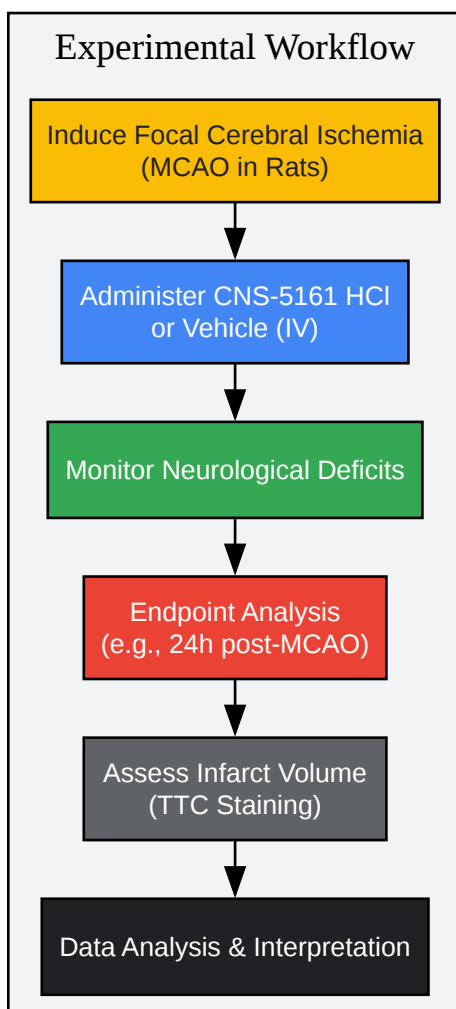 Experimental Workflow
Induce Focal Cerebral Ischemia
(MCAO in Rats)
Administer CNS-5161 HCl
or Vehicle (IV)
Monitor Neurological Deficits
Endpoint Analysis
(e.g., 24h post-MCAO)
Assess Infarct Volume
(TTC Staining)
Data Analysis & Interpretation